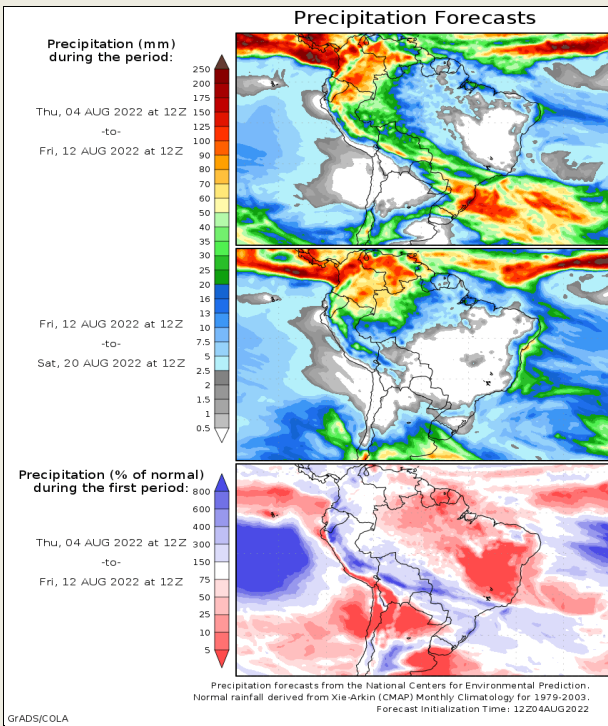 Precipitation Forecasts
Precipitation (mm)
during the period:
Thu, 04 AUG 2022 at 12Z
-to-
Fri, 12 AUG 2022 at 12Z
250
200
175
150
125
100
90
80
70
60
50
40
35
30
25
20
16
13
10
7.5
5
2.5
2
1.5
1
0.5
Fri, 12 AUG 2022 at 12Z
-to-
Sat, 20 AUG 2022 at 12Z
Precipitation (% of normal)
during the first period:
Thu, 04 AUG 2022 at 12Z
-to-
Fri, 12 AUG 2022 at 12Z
800
600
400
300
150
75
50
25
10
5
Precipitation forecasts from the National Centers for Environmental Prediction.
Normal rainfall derived from Xie-Arkin (CMAP) Monthly Climatology for 1979-2003.
Forecast Initialization Time: 12Z04AUG2022
GrADS/COLA